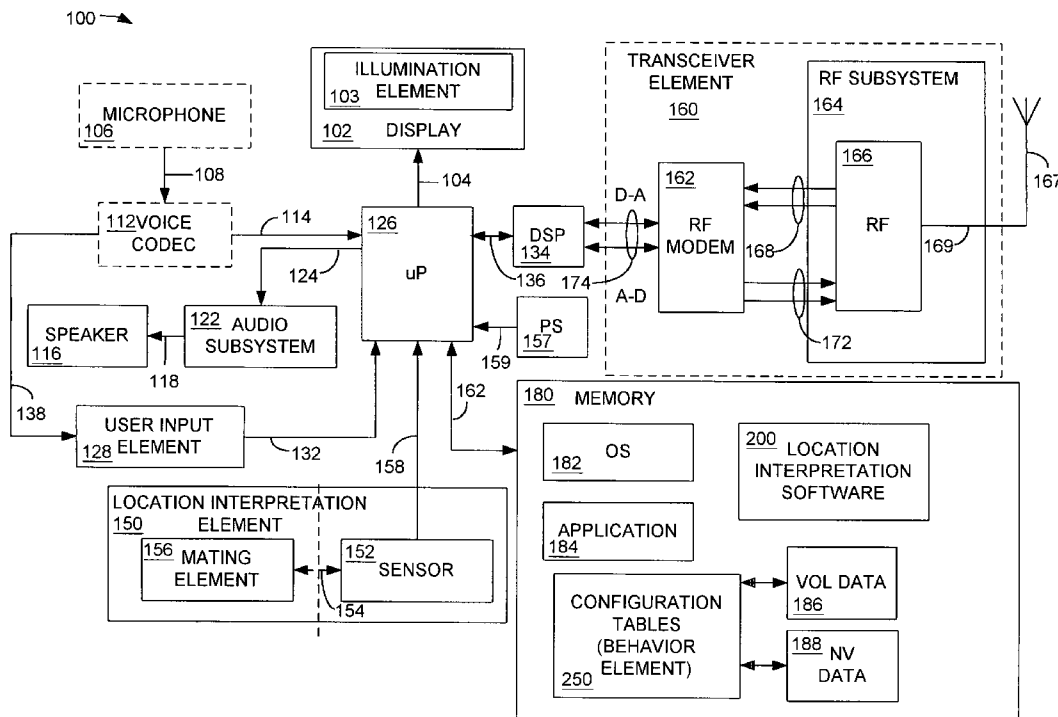 100
ILLUMINATION
ELEMENT
103
102 DISPLAY
104
MICROPHONE
106
108
112 VOICE
CODEC
114
124
126
uP
SPEAKER
116
118
122 AUDIO
SUBSYSTEM
138
USER INPUT
ELEMENT
128
132
DSP
134
136
174
D-A
A-D
PS
157
159
158
162
TRANSCEIVER
ELEMENT
160
162
RF
MODEM
168
172
RF SUBSYSTEM
164
166
RF
169
167
LOCATION INTERPRETATION
ELEMENT
150
156
MATING
ELEMENT
154
152
SENSOR
180 MEMORY
OS
182
APPLICATION
184
200
LOCATION
INTERPRETATION
SOFTWARE
CONFIGURATION
TABLES
(BEHAVIOR
ELEMENT)
250
VOL DATA
186
188
NV
DATA